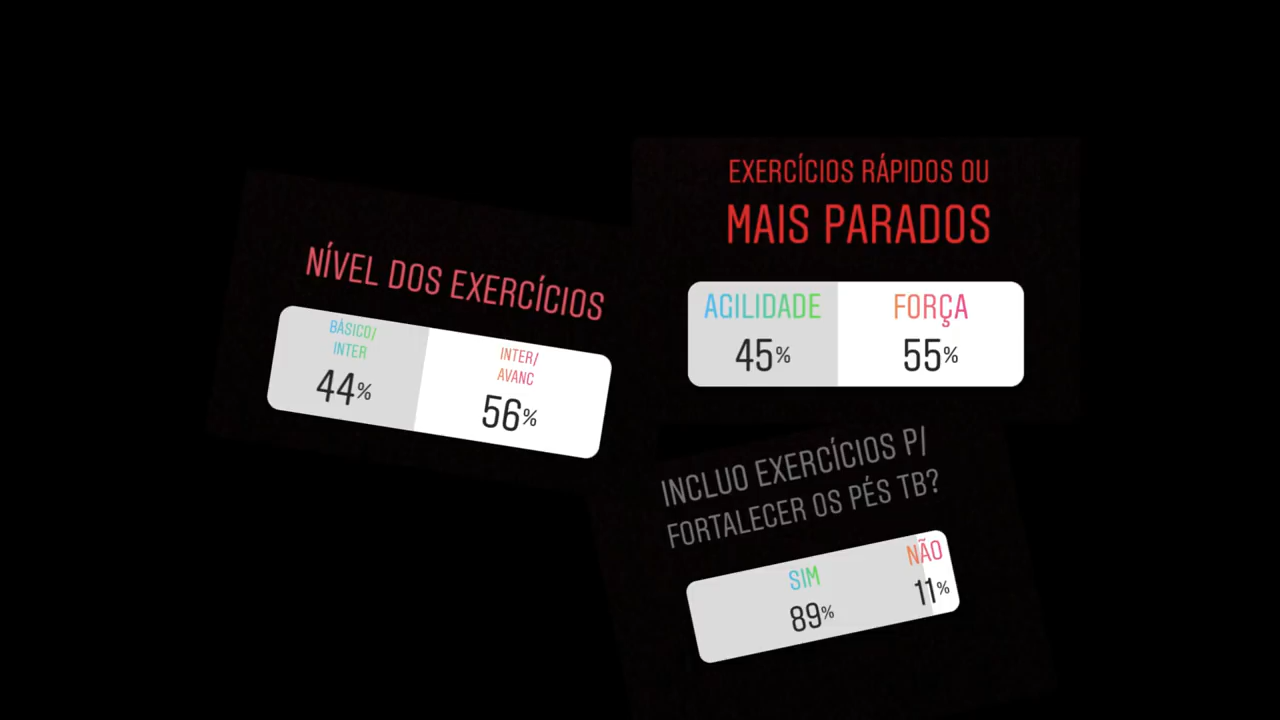 NÍVEL DOS EXERCÍCIOS
BÁSICO/
INTER
44%
INTER/
AVANC
56%
EXERCÍCIOS RÁPIDOS OU
MAIS PARADOS
AGILIDADE
45%
FORÇA
55%
INCLUO EXERCÍCIOS P/
FORTALECER OS PÉS TB?
SIM
89%
NÃO
11%